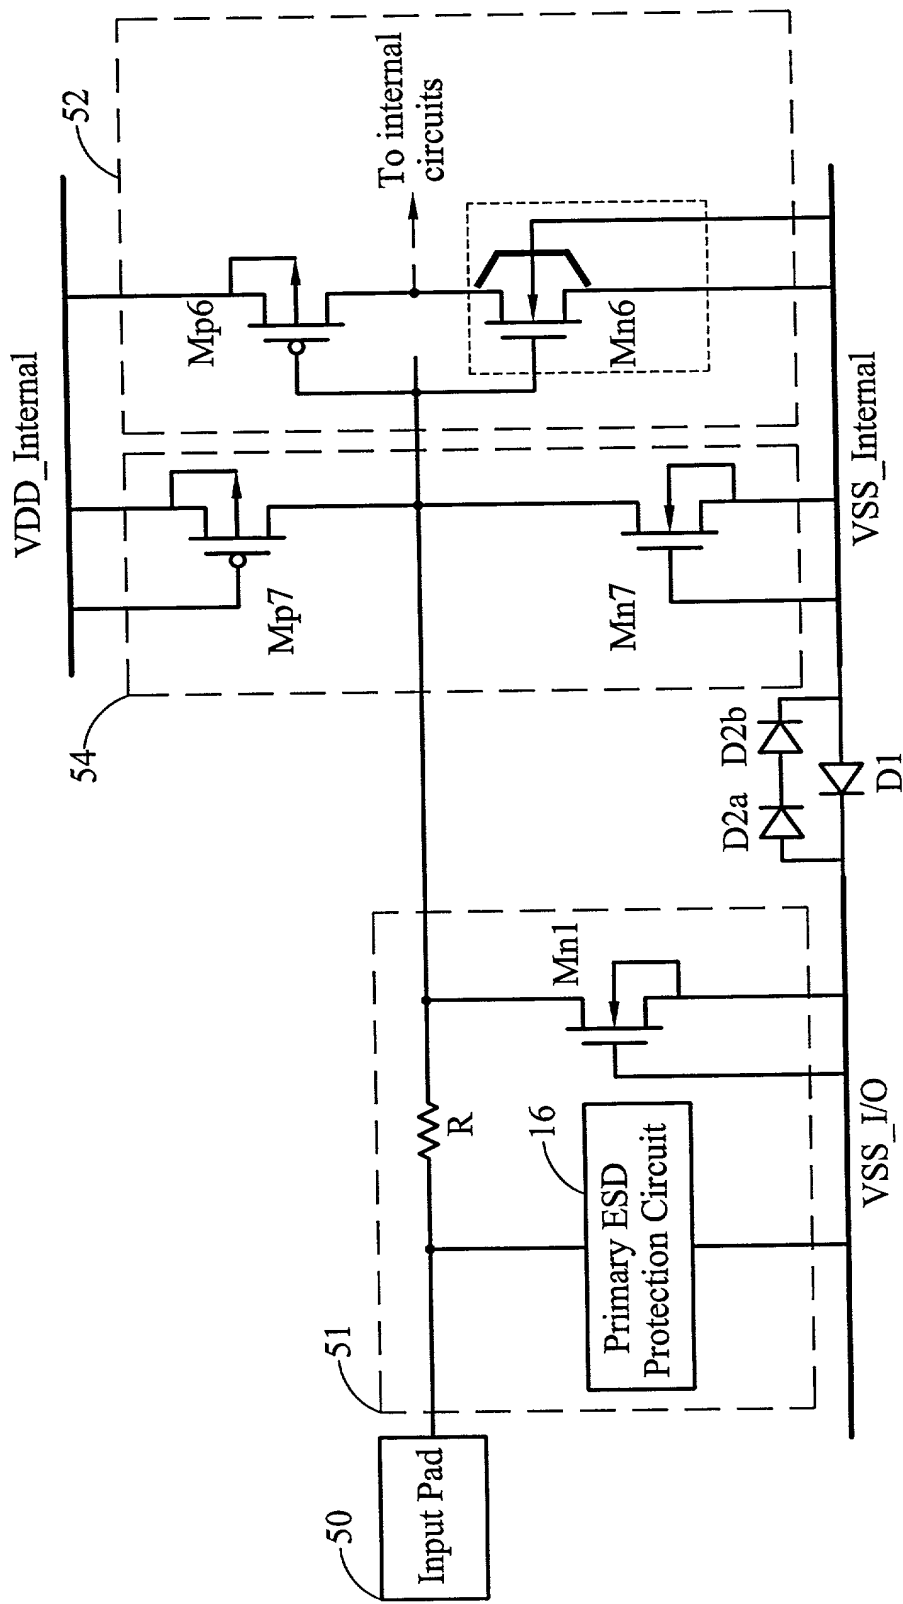 VDD_Internal
52
54
Mp6
Mp7
To internal
circuits
Mn6
Mn7
VSS_Internal
D2b
D2a
D1
Mn1
R
16
Primary ESD
Protection Circuit
VSS_I/O
51
50
Input Pad